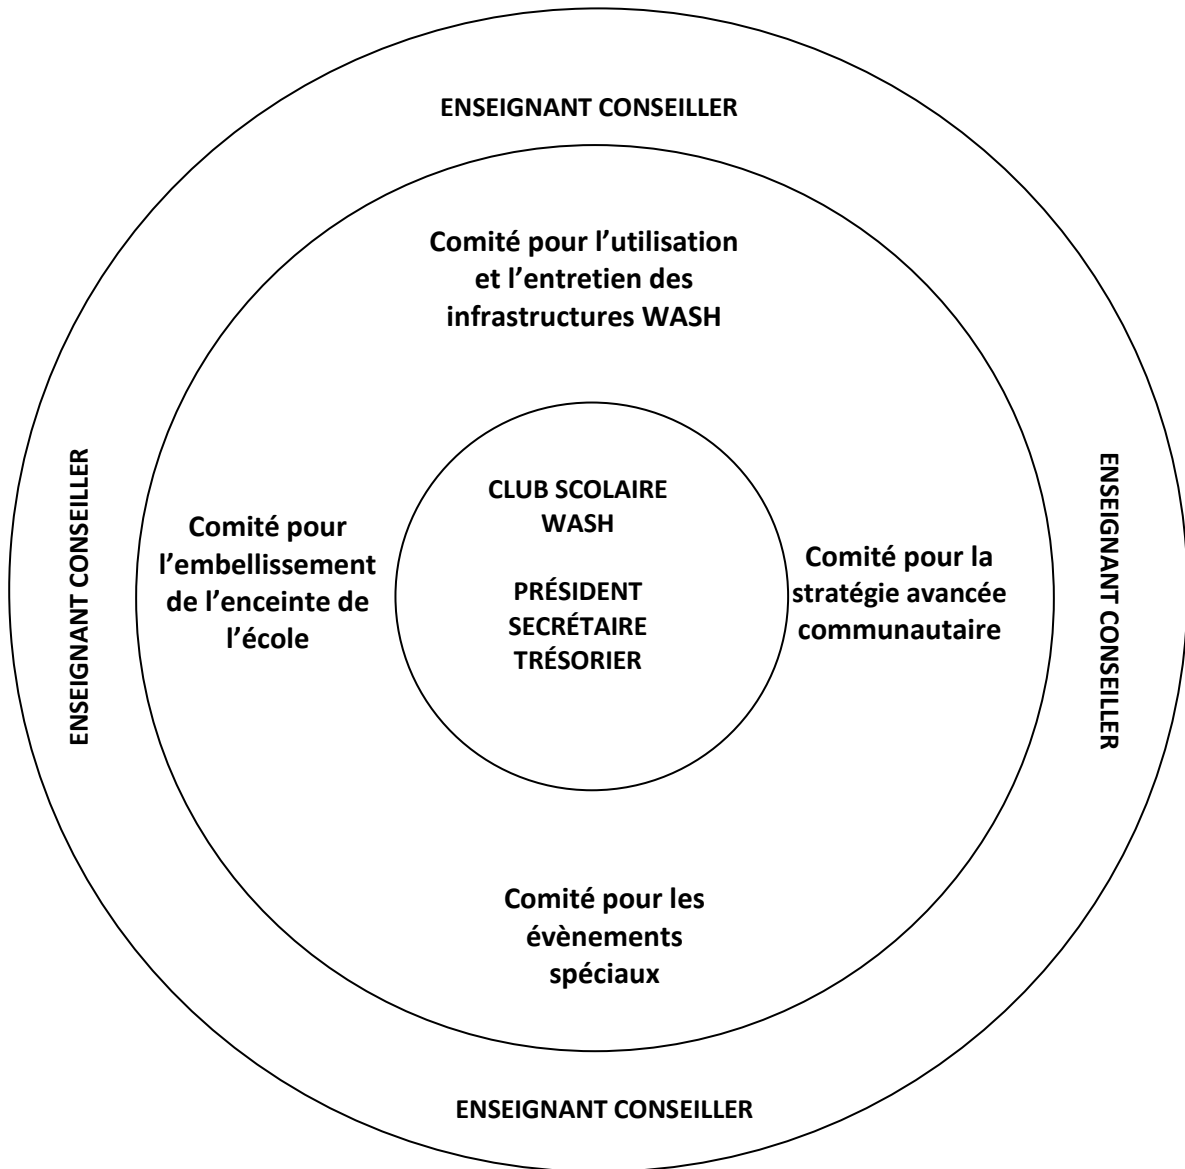 ENSEIGNANT CONSEILLER
Comité pour l’utilisation
et l’entretien des
infrastructures WASH
ENSEIGNANT CONSEILLER
Comité pour
l’embellissement
de l’enceinte de
l’école
CLUB SCOLAIRE
WASH
PRÉSIDENT
SECRÉTAIRE
TRÉSORIER
Comité pour la
stratégie avancée
communautaire
ENSEIGNANT CONSEILLER
Comité pour les
évènements
spéciaux
ENSEIGNANT CONSEILLER